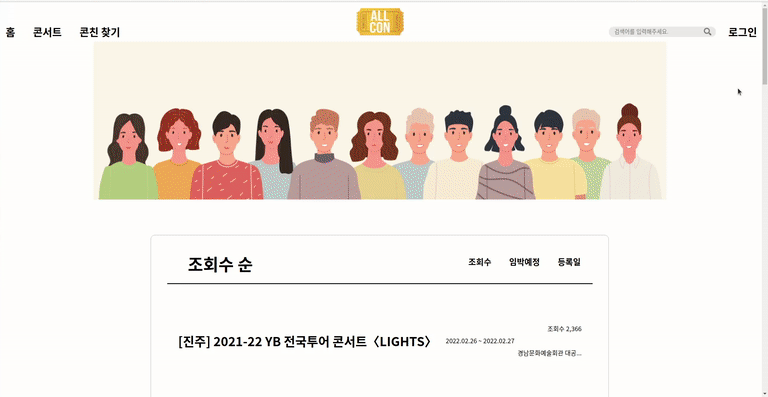 ALL
CON
홈 콘서트 콘친 찾기 검색어를 입력해주세요. 로그인
조회수 순 조회수 임박예정 등록일
조회수 2,366
[진주] 2021-22 YB 전국투어 콘서트 〈LIGHTS〉 2022.02.26 ~ 2022.02.27
경남문화예술회관 대공...